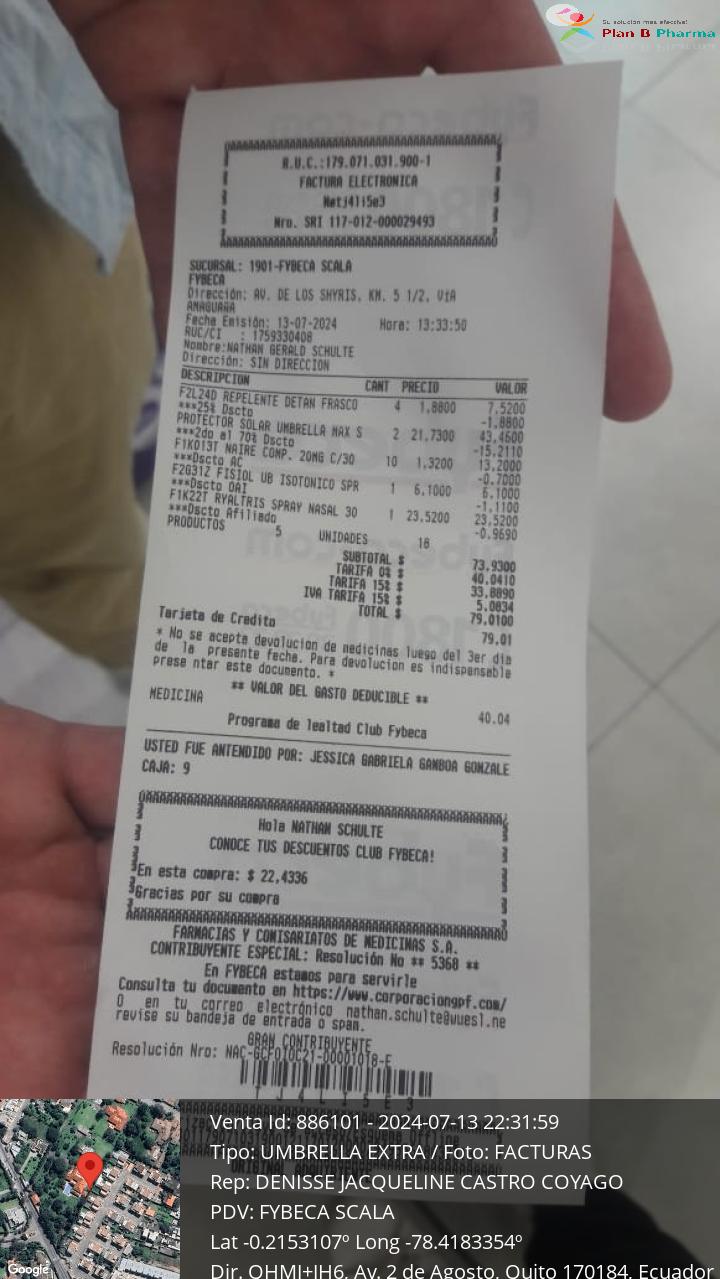 Su solución más efectiva!
Plan B Pharma
R.U.C.:179.071.031.900-1
FACTURA ELECTRONICA
Metj4li5e3
Nro. SRI 117-012-000029493
SUCURSAL: 1901-FYBECA SCALA
FYBECA
Dirección: AV. DE LOS SHYRIS, KM. 5 1/2, VíA
AMAGUAÑA
Fecha Emisión: 13-07-2024 Hora: 13:33:50
RUC/CI : 1759330408
Nombre:NATHAN GERALD SCHULTE
Dirección: SIN DIRECCION
DESCRIPCION CANT PRECIO VALOR
F2L24D REPELENTE DETAN FRASCO 4 1,8800 7,5200
***25% Dscto -1,8800
PROTECTOR SOLAR UMBRELLA MAX S 2 21,7300 43,4600
***2do al 70% Dscto -15,2110
F1K013T NAIRE COMP. 20MG C/30 10 1,3200 13,2000
***Dscto AC -0,7000
F2G31Z FISIOL UB ISOTONICO SPR 1 6,1000 6,1000
***Dscto OAI -1,1100
F1K22T RYALTRIS SPRAY NASAL 30 1 23,5200 23,5200
***Dscto Afiliado -0,9690
PRODUCTOS 5 UNIDADES 18
SUBTOTAL $ 73,9300
TARIFA 0% $ 40,0410
TARIFA 15% $ 33,8890
IVA TARIFA 15% $ 5,0834
TOTAL $ 79,0100
Tarjeta de Credito 79.01
* No se acepta devolucion de medicinas luego del 3er dia
de la presente fecha. Para devolucion es indispensable
prese ntar este documento. *
** VALOR DEL GASTO DEDUCIBLE **
MEDICINA 40.04
Programa de lealtad Club Fybeca
USTED FUE ANTENDIDO POR: JESSICA GABRIELA GAMBOA GONZALE
CAJA: 9
Hola NATHAN SCHULTE
CONOCE TUS DESCUENTOS CLUB FYBECA!
En esta compra: $ 22,4336
Gracias por su compra
FARMACIAS Y COMISARIATOS DE MEDICINAS S.A.
CONTRIBUYENTE ESPECIAL: Resolución No ** 5368 **
En FYBECA estamos para servirle
Consulta tu documento en https://www.corporaciongpf.com/
O en tu correo electrónico nathan.schulte@wuesl.ne
revise su bandeja de entrada o spam.
GRAN CONTRIBUYENTE
Resolución Nro: NAC-GCFOIOC21-00001018-E
Venta Id: 886101 - 2024-07-13 22:31:59
Tipo: UMBRELLA EXTRA / Foto: FACTURAS
Rep: DENISSE JACQUELINE CASTRO COYAGO
PDV: FYBECA SCALA
Lat -0.2153107º Long -78.4183354º
Dir. QHMJ+JH6, Av. 2 de Agosto, Quito 170184, Ecuador
Google